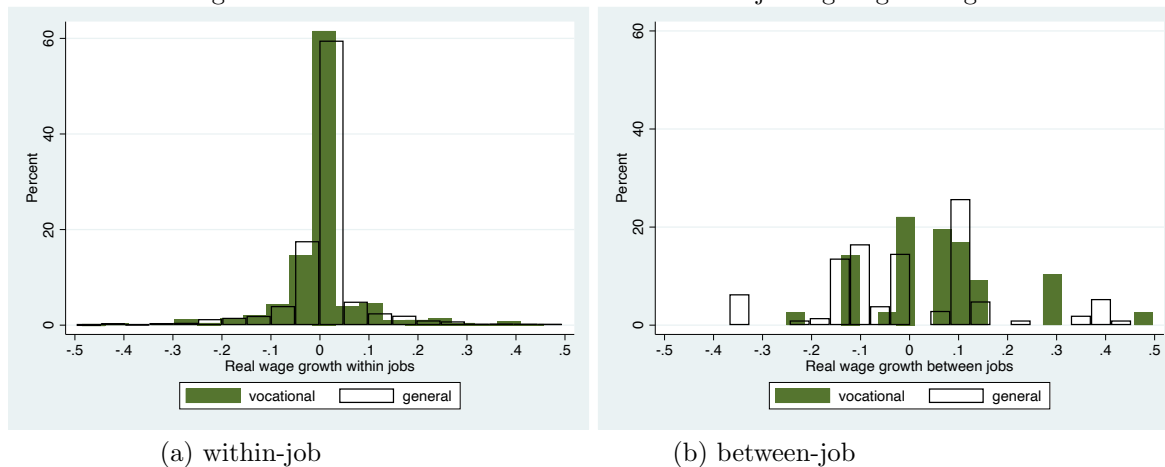 60
40
20
0
Percent
-.5 -.4 -.3 -.2 -.1 0 .1 .2 .3 .4 .5
Real wage growth within jobs
vocational general
(a) within-job
60
40
20
0
Percent
-.5 -.4 -.3 -.2 -.1 0 .1 .2 .3 .4 .5
Real wage growth between jobs
vocational general
(b) between-job